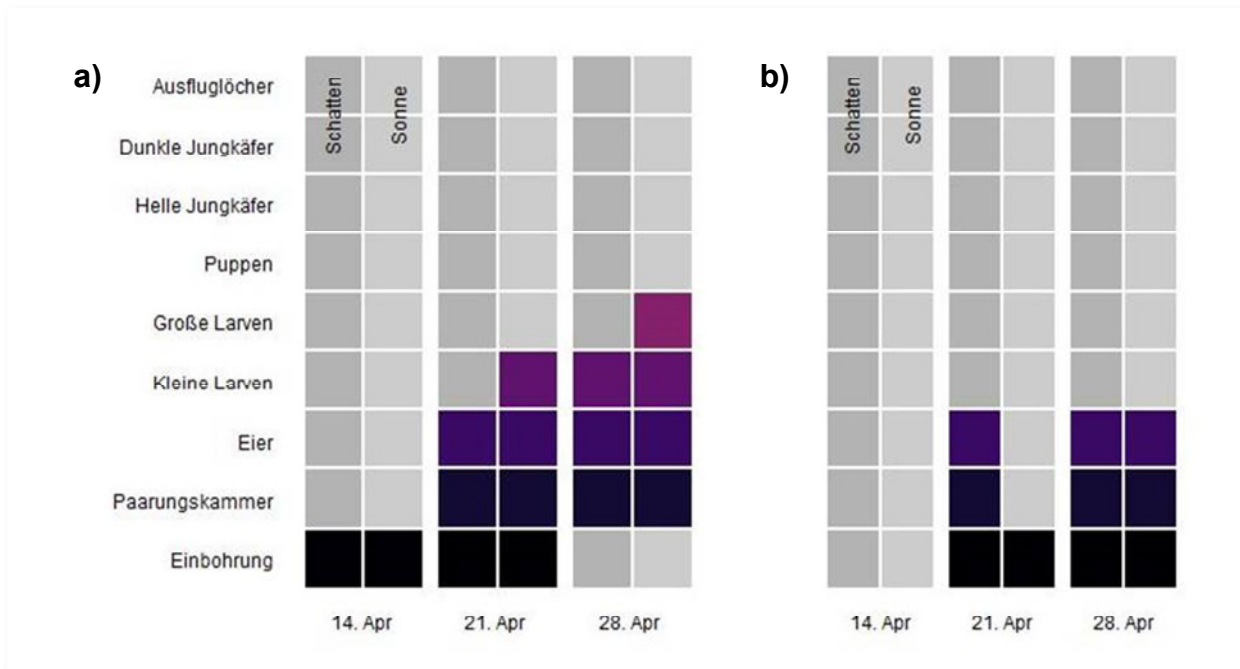 a)
Ausfluglöcher
Dunkle Jungkäfer
Helle Jungkäfer
Puppen
Große Larven
Kleine Larven
Eier
Paarungskammer
Einbohrung
Schatten
Sonne
14. Apr
21. Apr
28. Apr
b)
Schatten
Sonne
14. Apr
21. Apr
28. Apr